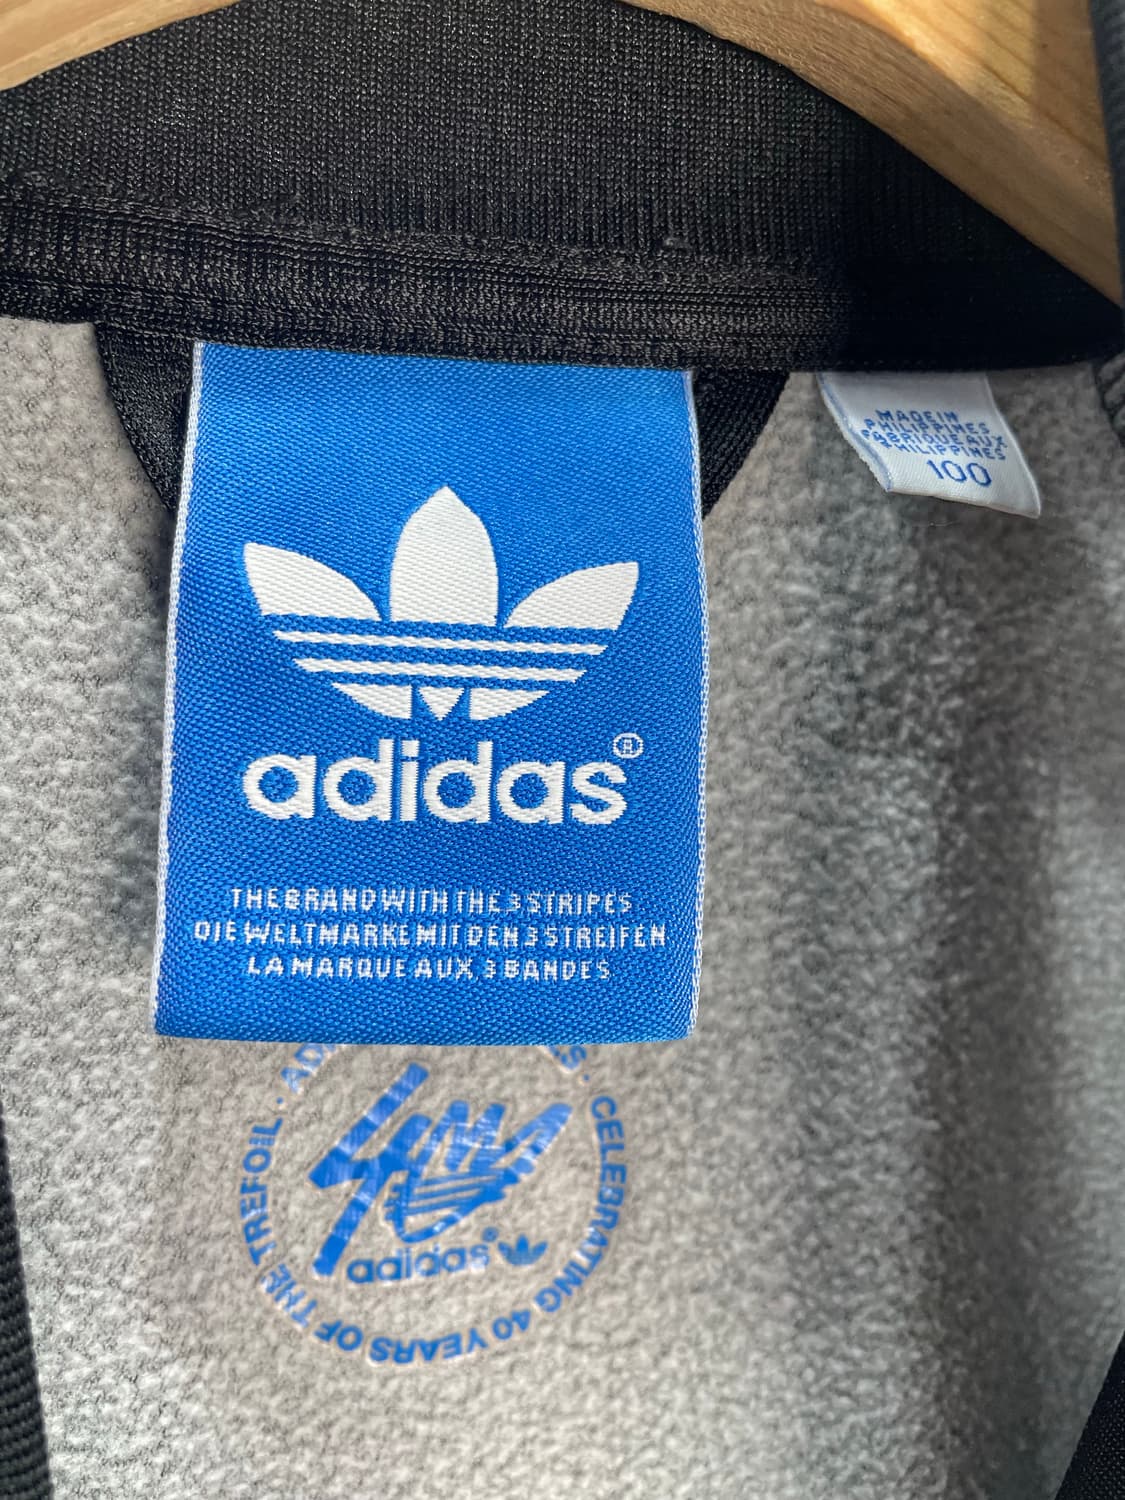 MADE IN
PHILIPPINES
FABRIQUE AUX
PHILIPPINES
100
adidas®
THE BRAND WITH THE 3 STRIPES
DIE WELTMARKE MIT DEN 3 STREIFEN
LA MARQUE AUX 3 BANDES
CELEBRATING 40 YEARS OF THE TREFOIL ·
40
adidas®